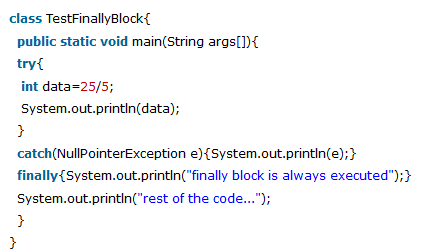 class TestFinallyBlock{
public static void main(String args[]){
try{
int data=25/5;
System.out.println(data);
}
catch(NullPointerException e){System.out.println(e);}
finally{System.out.println("finally block is always executed");}
System.out.println("rest of the code...");
}
}